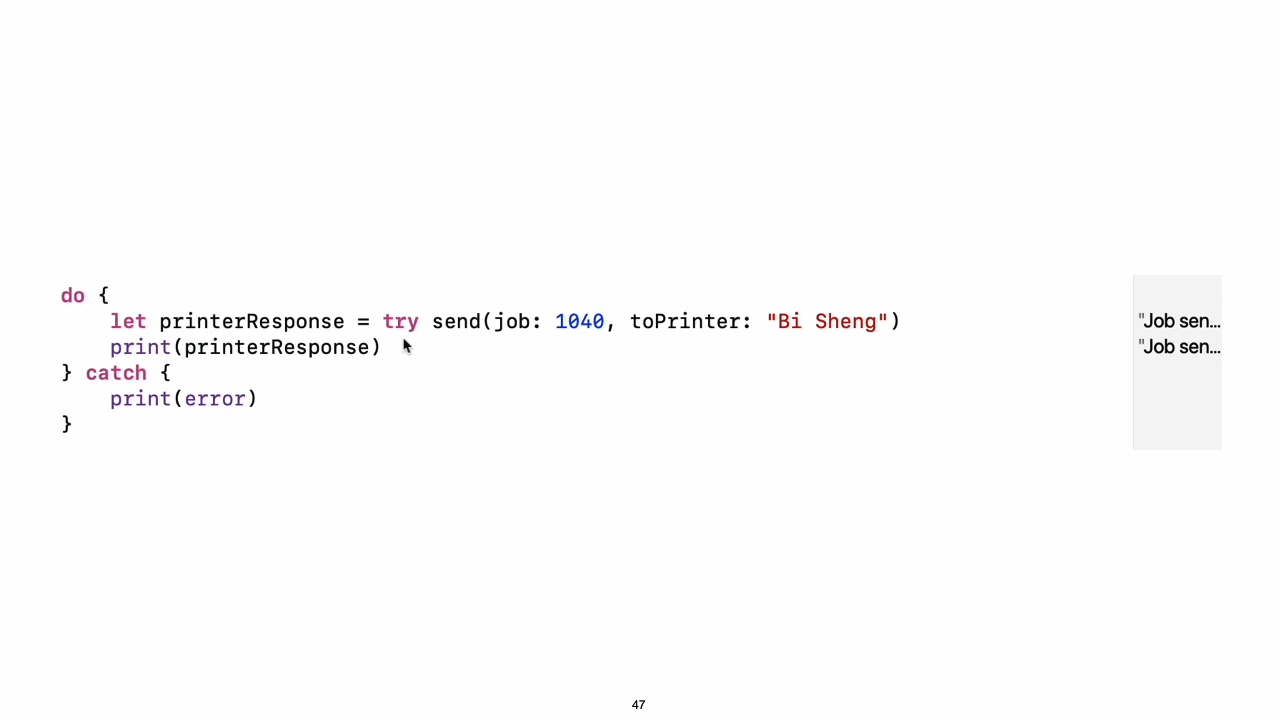 do {
    let printerResponse = try send(job: 1040, toPrinter: "Bi Sheng")
    print(printerResponse)
} catch {
    print(error)
}
"Job sen...
"Job sen...
47